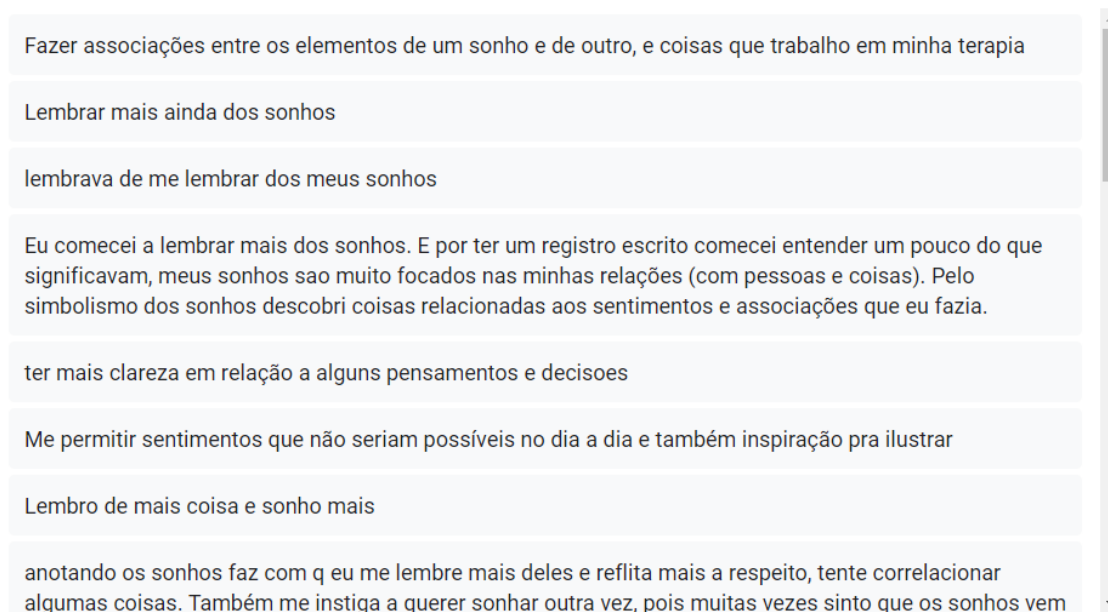 Fazer associações entre os elementos de um sonho e de outro, e coisas que trabalho em minha terapia
Lembrar mais ainda dos sonhos
lembrava de me lembrar dos meus sonhos
Eu comecei a lembrar mais dos sonhos. E por ter um registro escrito comecei entender um pouco do que
significavam, meus sonhos sao muito focados nas minhas relações (com pessoas e coisas). Pelo
simbolismo dos sonhos descobri coisas relacionadas aos sentimentos e associações que eu fazia.
ter mais clareza em relação a alguns pensamentos e decisoes
Me permitir sentimentos que não seriam possíveis no dia a dia e também inspiração pra ilustrar
Lembro de mais coisa e sonho mais
anotando os sonhos faz com q eu me lembre mais deles e reflita mais a respeito, tente correlacionar
algumas coisas. Também me instiga a querer sonhar outra vez, pois muitas vezes sinto que os sonhos vem